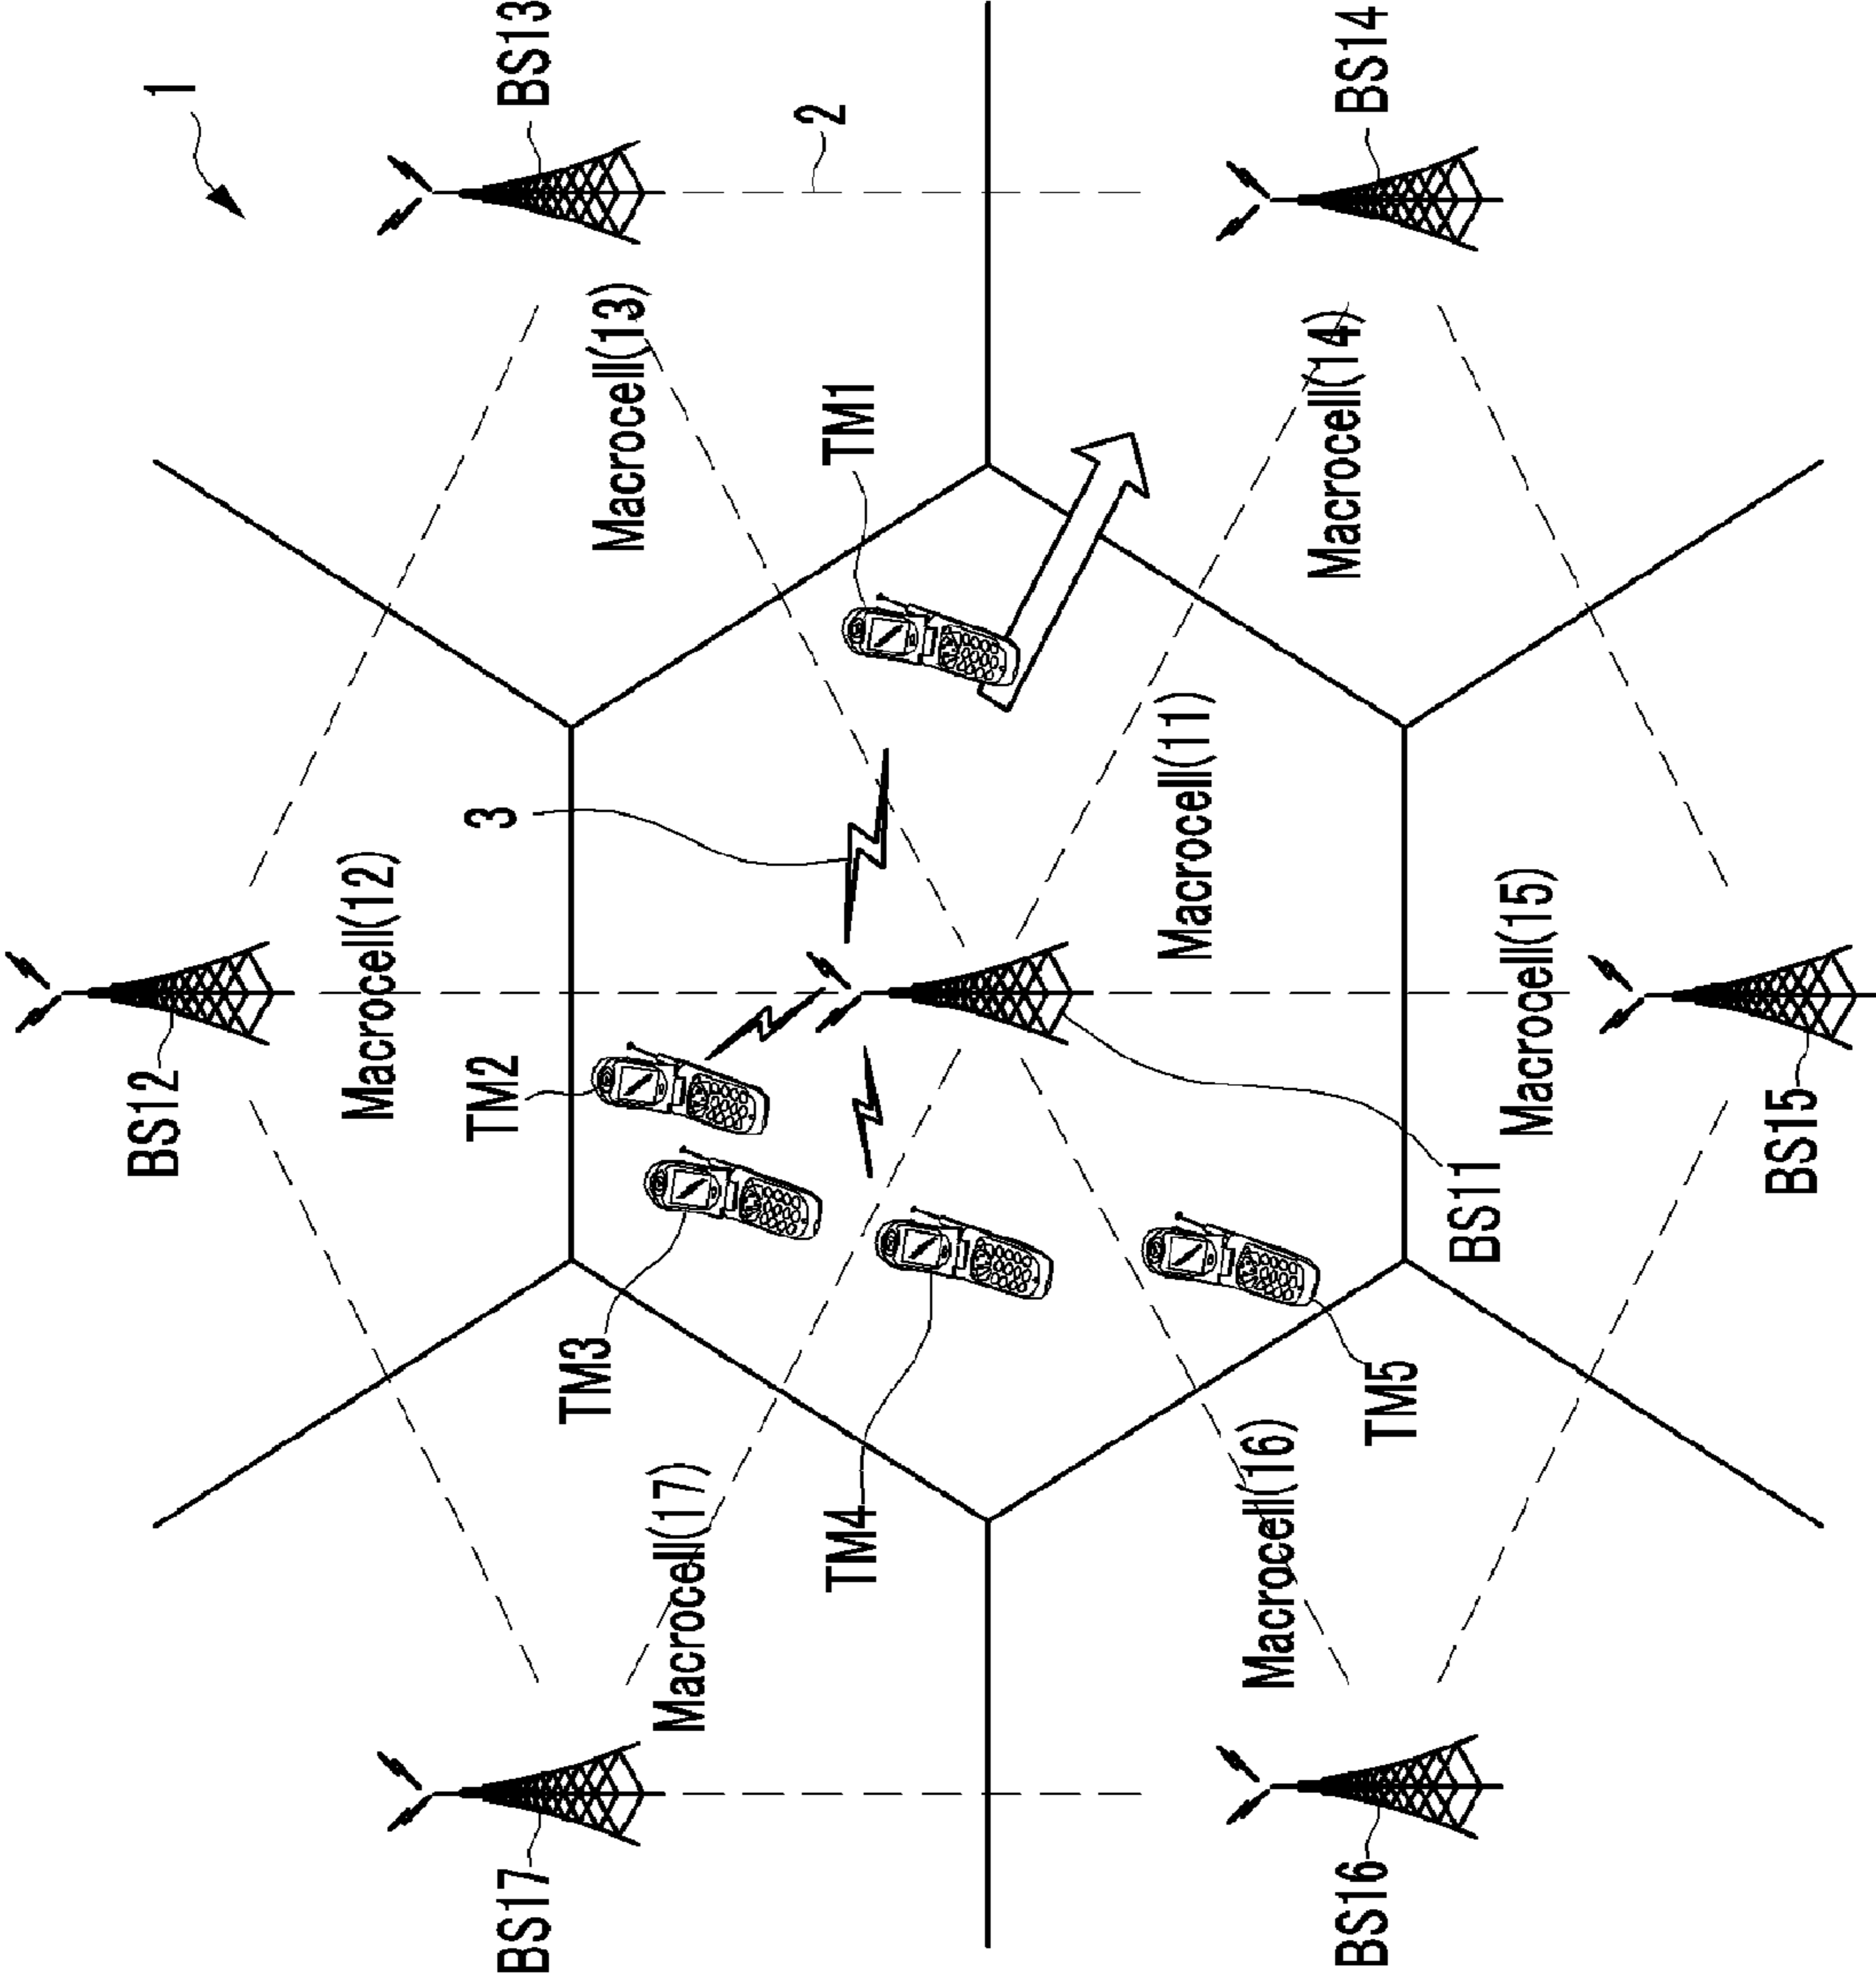 1
BS13
2
BS14
Macrocell(13)
Macrocell(14)
TM1
Macrocell(11)
3
Macrocell(12)
Macrocell(15)
BS12
TM2
BS11
BS15
TM3
TM5
TM4
Macrocell(17)
Macrocell(16)
BS17
BS16